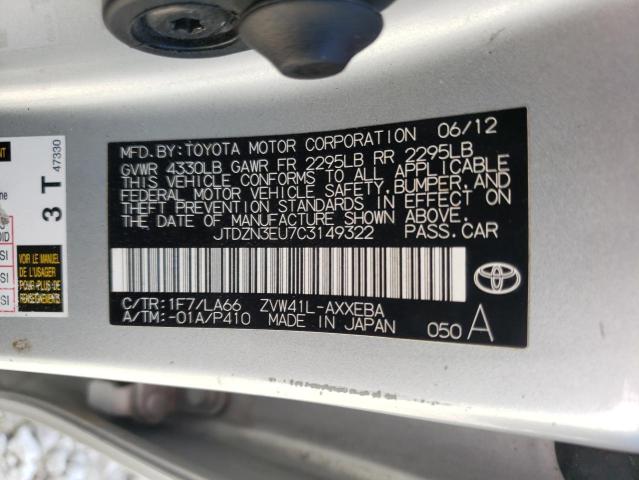 MFD. BY: TOYOTA MOTOR CORPORATION 06/12
GVWR 4330LB GAWR FR 2295LB RR 2295LB
THIS VEHICLE CONFORMS TO ALL APPLICABLE
FEDERAL MOTOR VEHICLE SAFETY, BUMPER, AND
THEFT PREVENTION STANDARDS IN EFFECT ON
THE DATE OF MANUFACTURE SHOWN ABOVE.
JTDZN3EU7C3149322 PASS. CAR
C/TR: 1F7/LA66 ZVW41L-AXXEBA
A/TM: -01A/P410 MADE IN JAPAN
050 A
3 T
47330
VOIR LE MANUEL
DE L'USAGER
POUR PLUS DE
RENSEIGNEMENTS